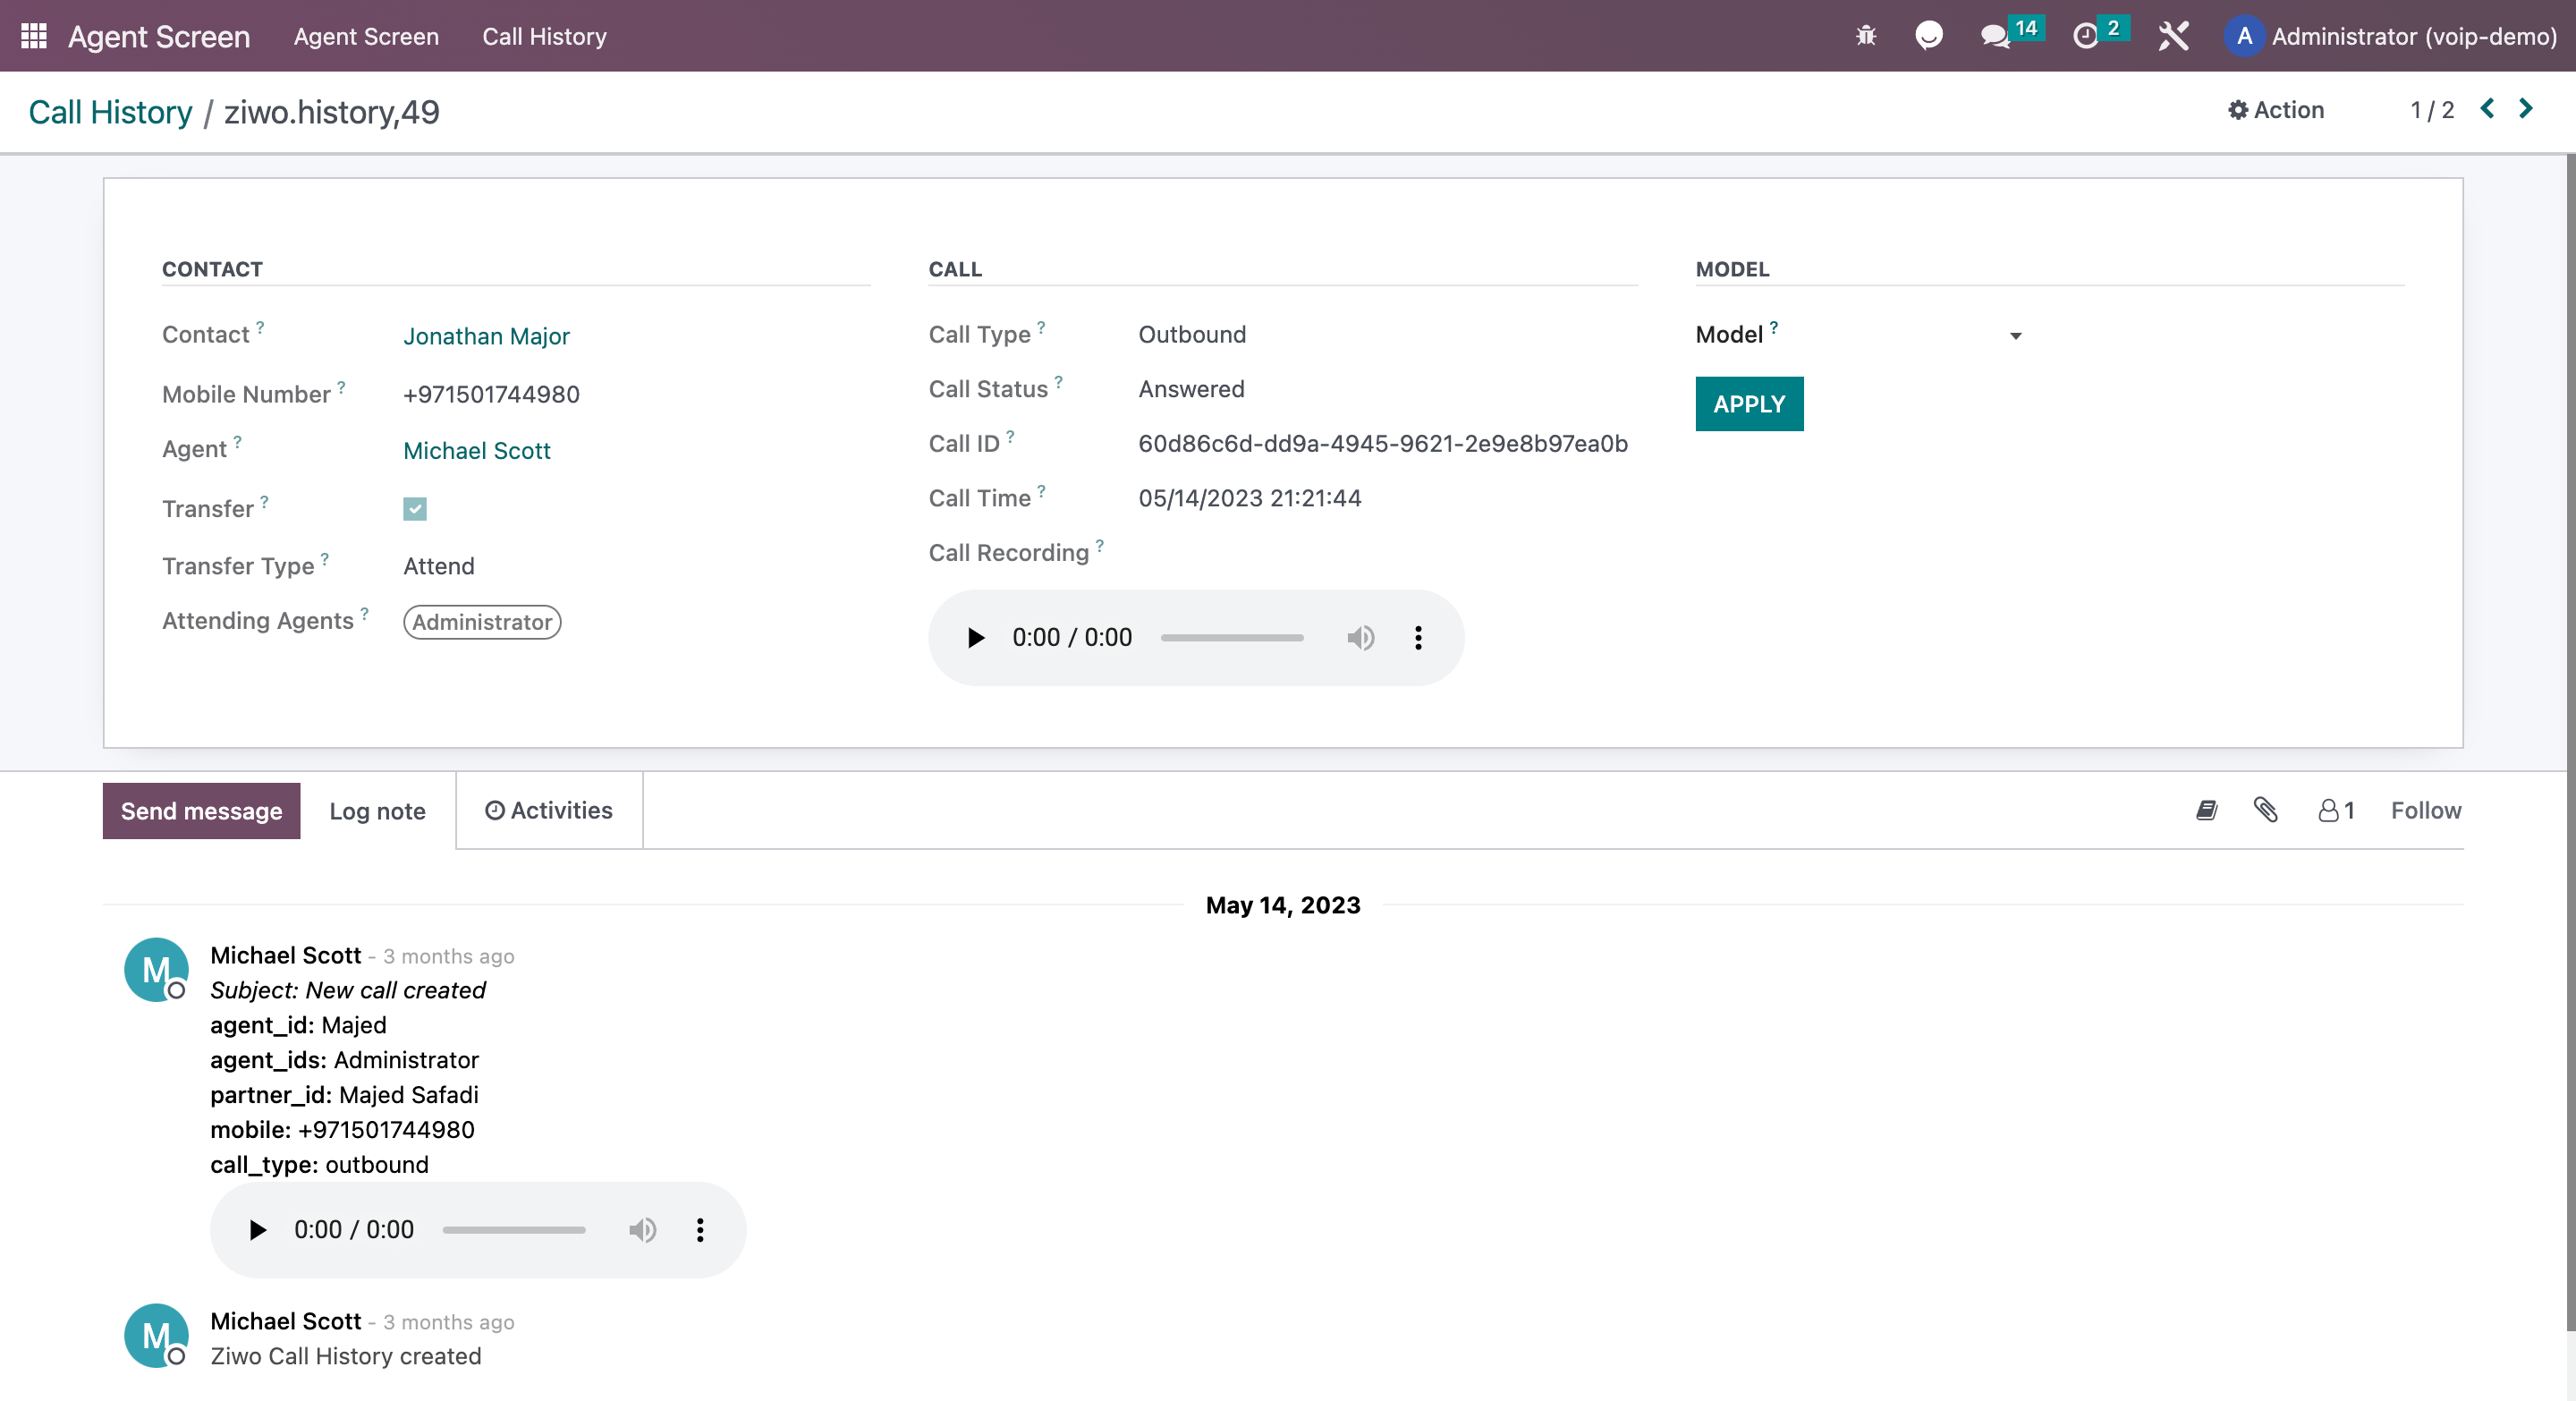 Agent Screen Agent Screen Call History 14 2 A Administrator (voip-demo)
Call History / ziwo.history,49 Action 1 / 2
CONTACT
Contact ? Jonathan Major
Mobile Number ? +971501744980
Agent ? Michael Scott
Transfer ?
Transfer Type ? Attend
Attending Agents ? Administrator
CALL
Call Type ? Outbound
Call Status ? Answered
Call ID ? 60d86c6d-dd9a-4945-9621-2e9e8b97ea0b
Call Time ? 05/14/2023 21:21:44
Call Recording ?
0:00 / 0:00
MODEL
Model ?
APPLY
Send message Log note Activities 1 Follow
May 14, 2023
M Michael Scott - 3 months ago
Subject: New call created
agent_id: Majed
agent_ids: Administrator
partner_id: Majed Safadi
mobile: +971501744980
call_type: outbound
0:00 / 0:00
M Michael Scott - 3 months ago
Ziwo Call History created